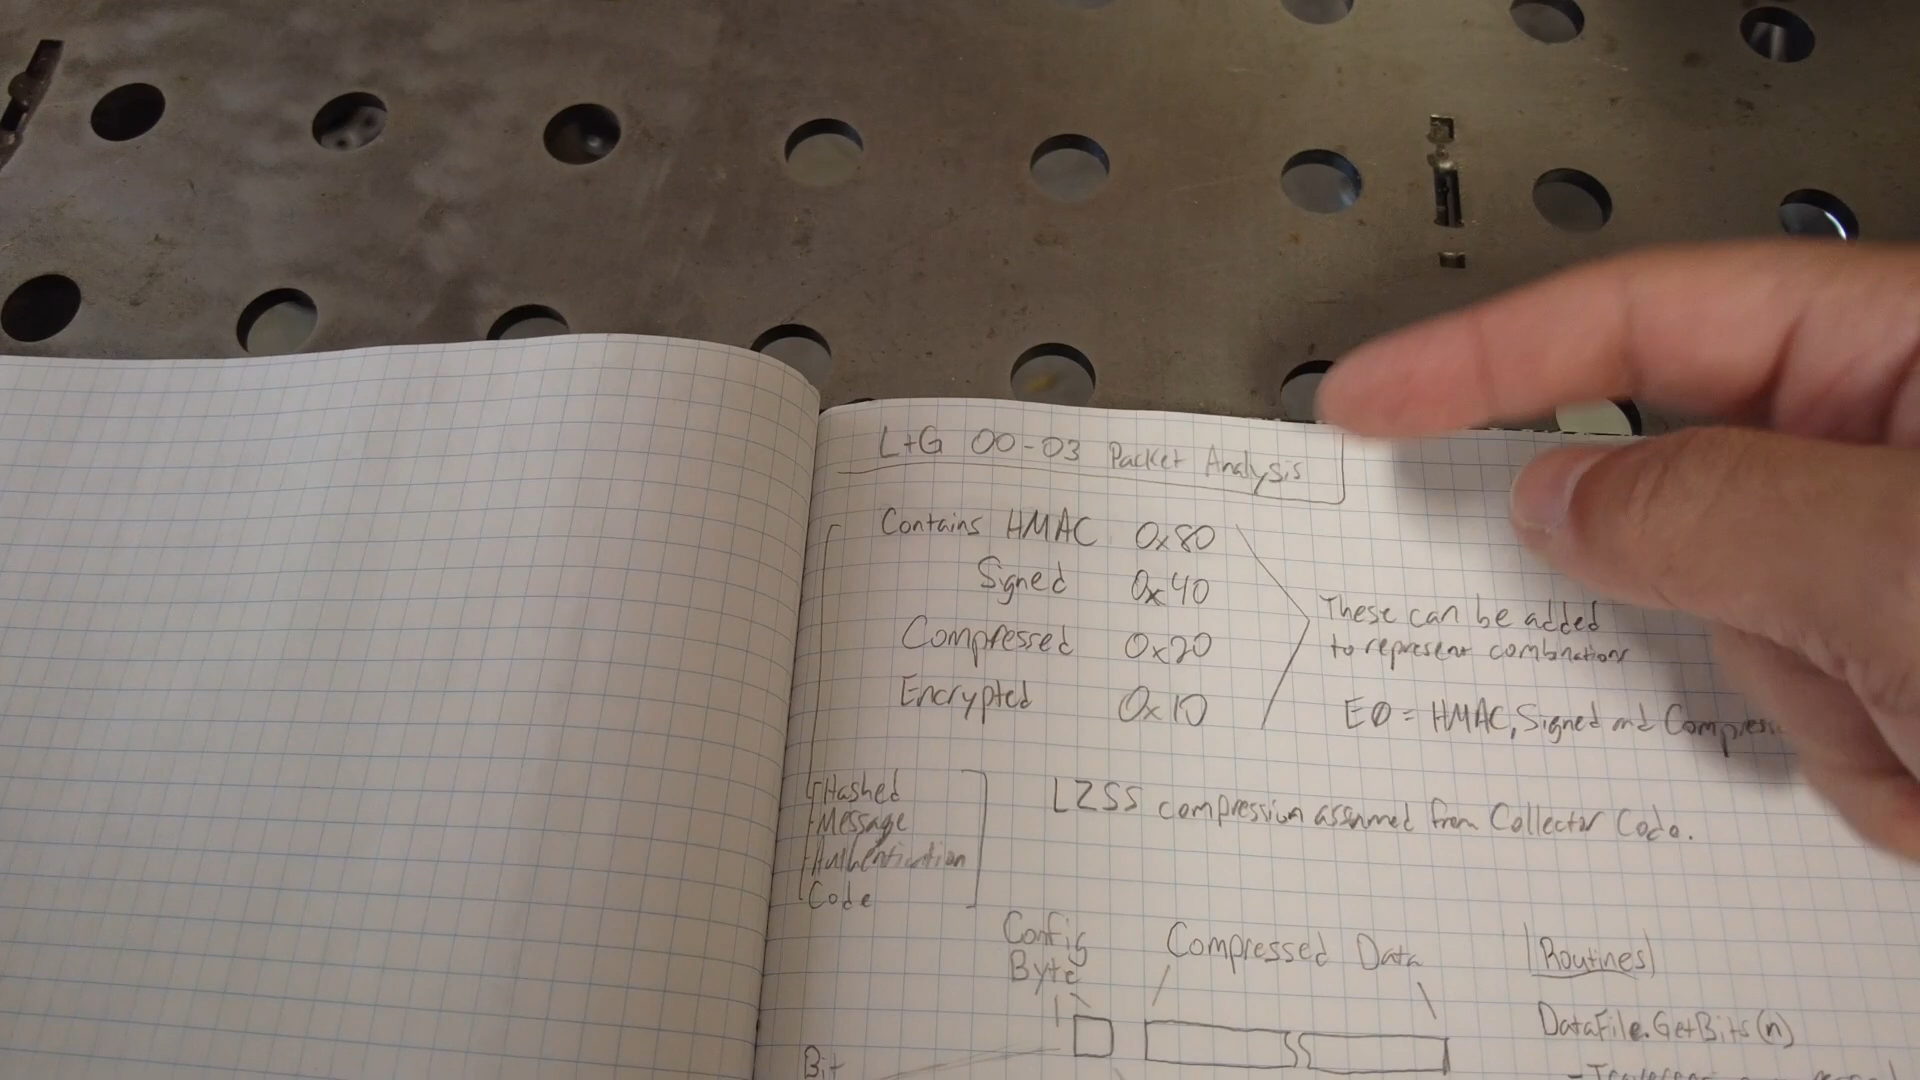 L+G 00-03 Packet Analysis
Contains HMAC 0x80
Signed 0x40
Compressed 0x20
Encrypted 0x10
These can be added
to represent combinations
E0 = HMAC, Signed and Compress
Hashed
Message
Authentication
Code
LZSS compression assumed from Collector Code.
Config
Byte
Compressed Data
Routines
DataFile.GetBits(n)
Bit